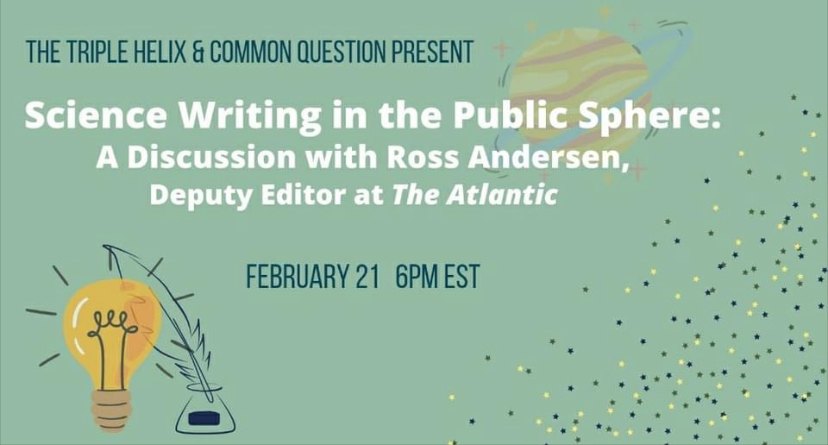 THE TRIPLE HELIX & COMMON QUESTION PRESENT
Science Writing in the Public Sphere:
A Discussion with Ross Andersen,
Deputy Editor at The Atlantic
FEBRUARY 21 6PM EST